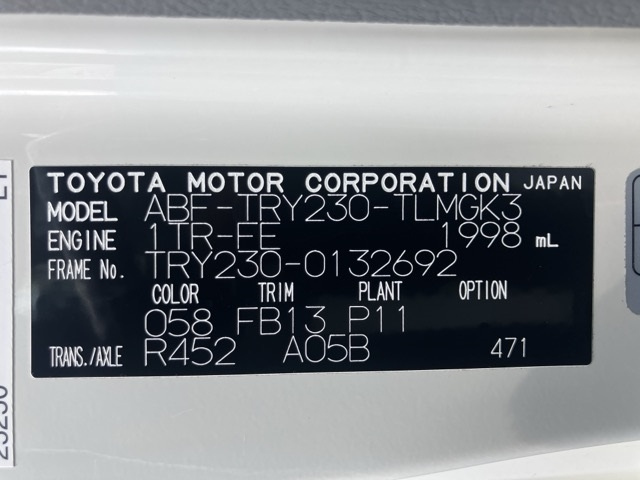 TOYOTA MOTOR CORPORATION JAPAN
MODEL ABF-TRY230-TLMGK3
ENGINE 1TR-FE 1998 mL
FRAME No. TRY230-0132692
COLOR TRIM PLANT OPTION
058 FB13 P11
TRANS./AXLE R452 A05B 471